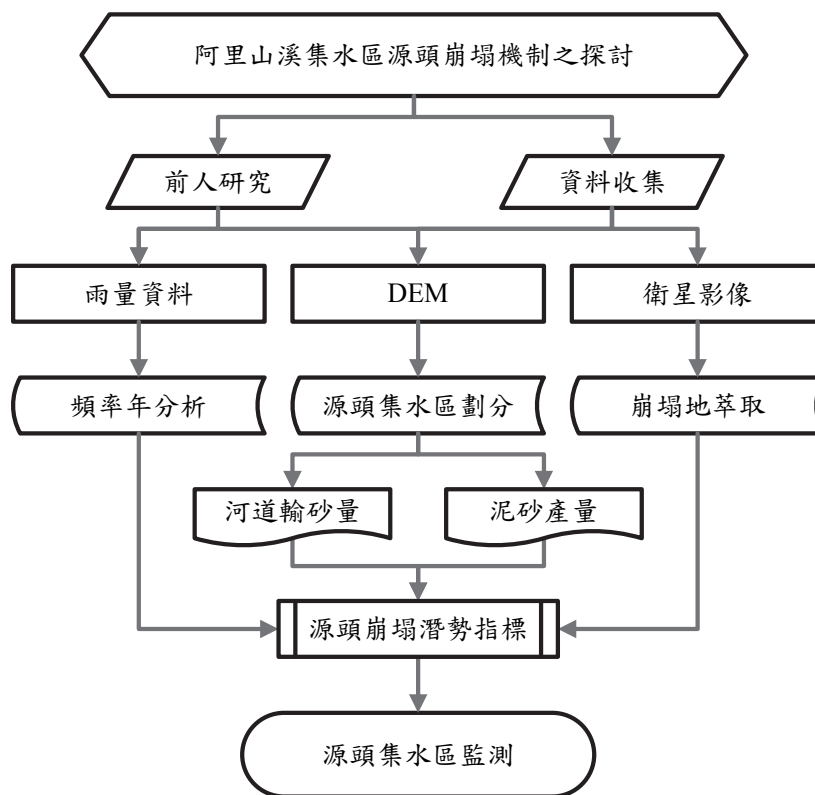 阿里山溪集水區源頭崩塌機制之探討
前人研究
資料收集
雨量資料
DEM
衛星影像
頻率年分析
源頭集水區劃分
崩塌地萃取
河道輸砂量
泥砂產量
源頭崩塌潛勢指標
源頭集水區監測